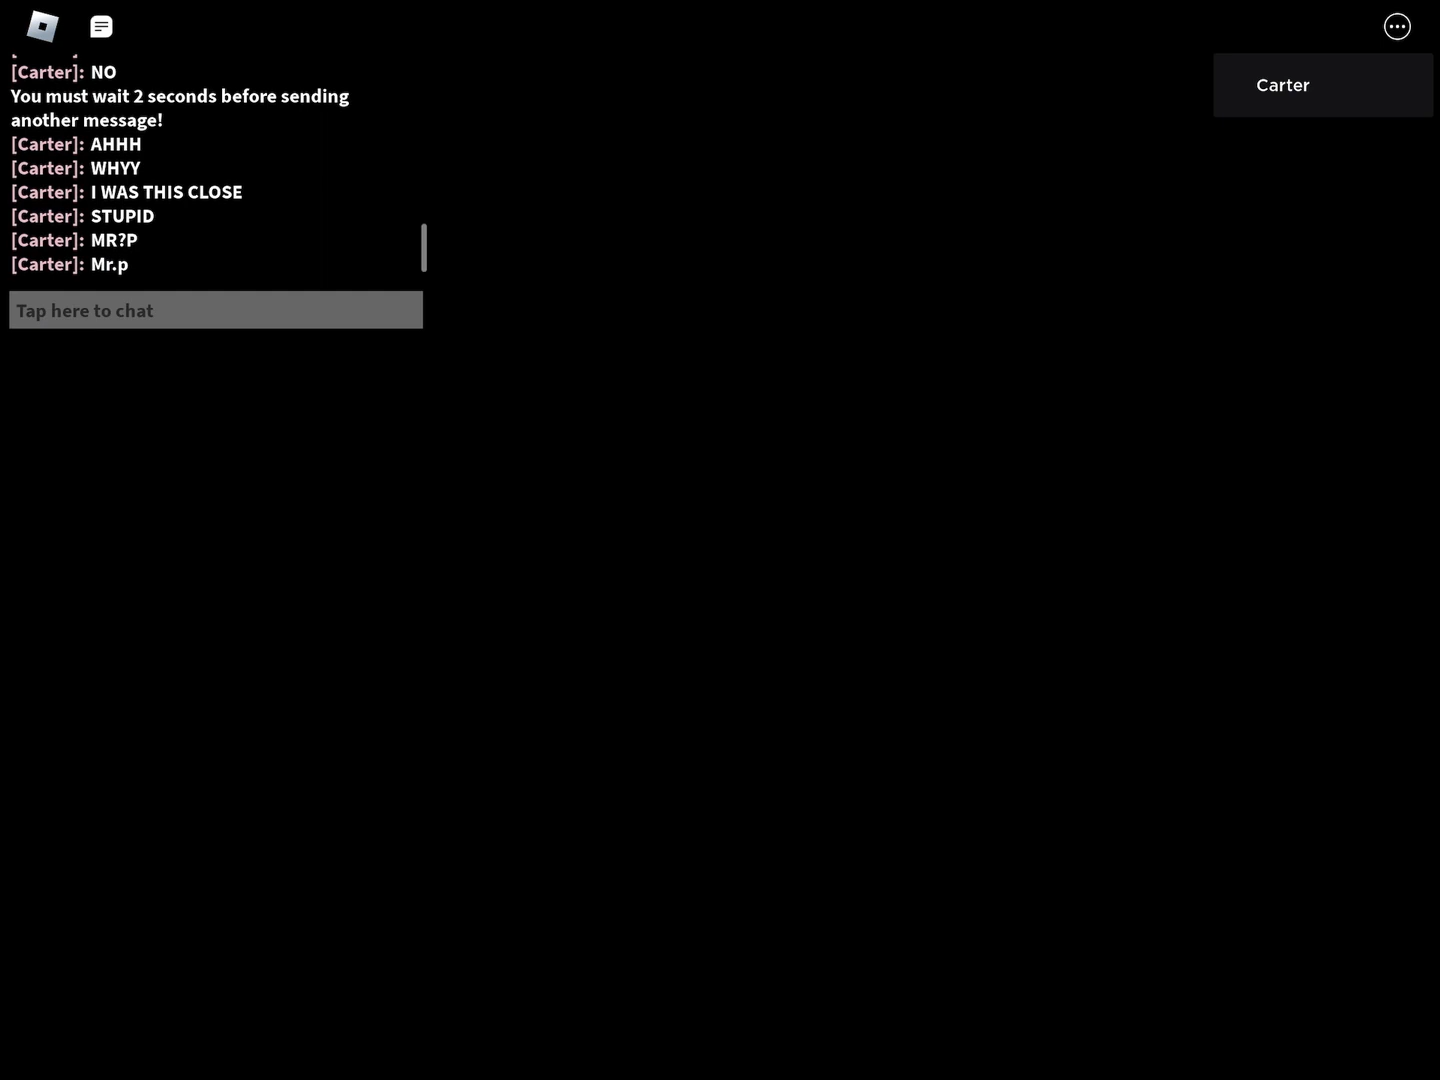 [Carter]: NO
You must wait 2 seconds before sending
another message!
[Carter]: AHHH
[Carter]: WHYY
[Carter]: I WAS THIS CLOSE
[Carter]: STUPID
[Carter]: MR?P
[Carter]: Mr.p
Tap here to chat
Carter